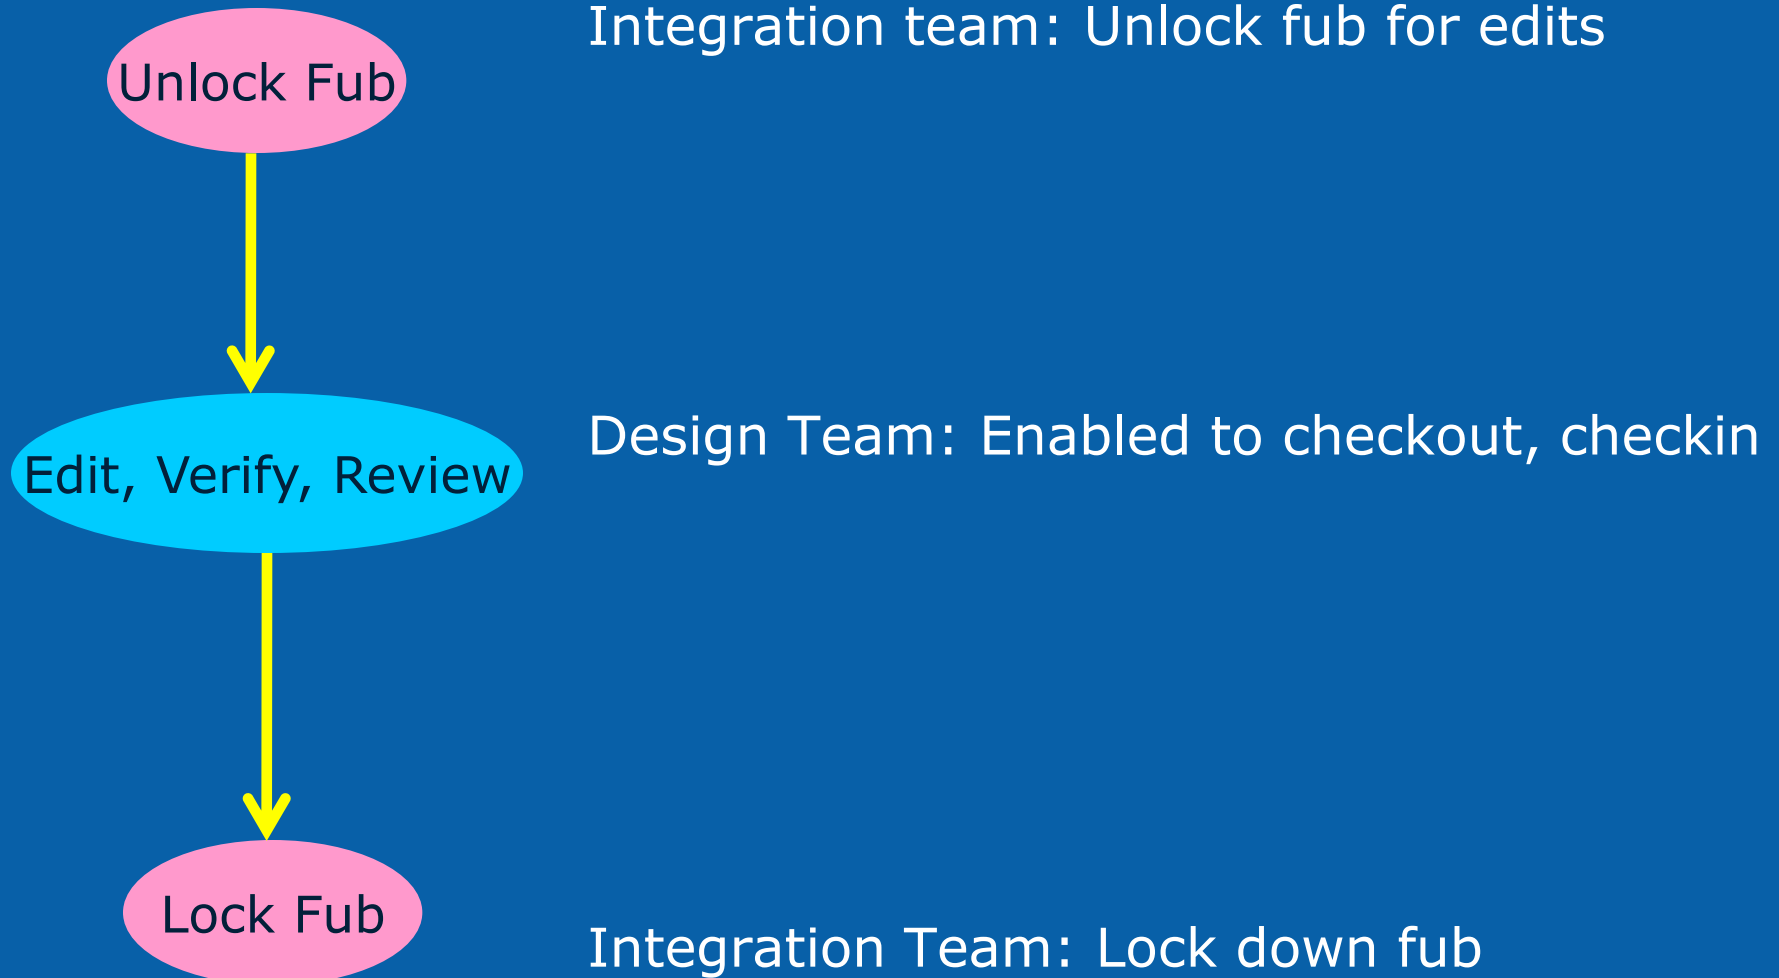 Integration team: Unlock fub for edits
Unlock Fub
Design Team: Enabled to checkout, checkin
Edit, Verify, Review
Lock Fub
Integration Team: Lock down fub